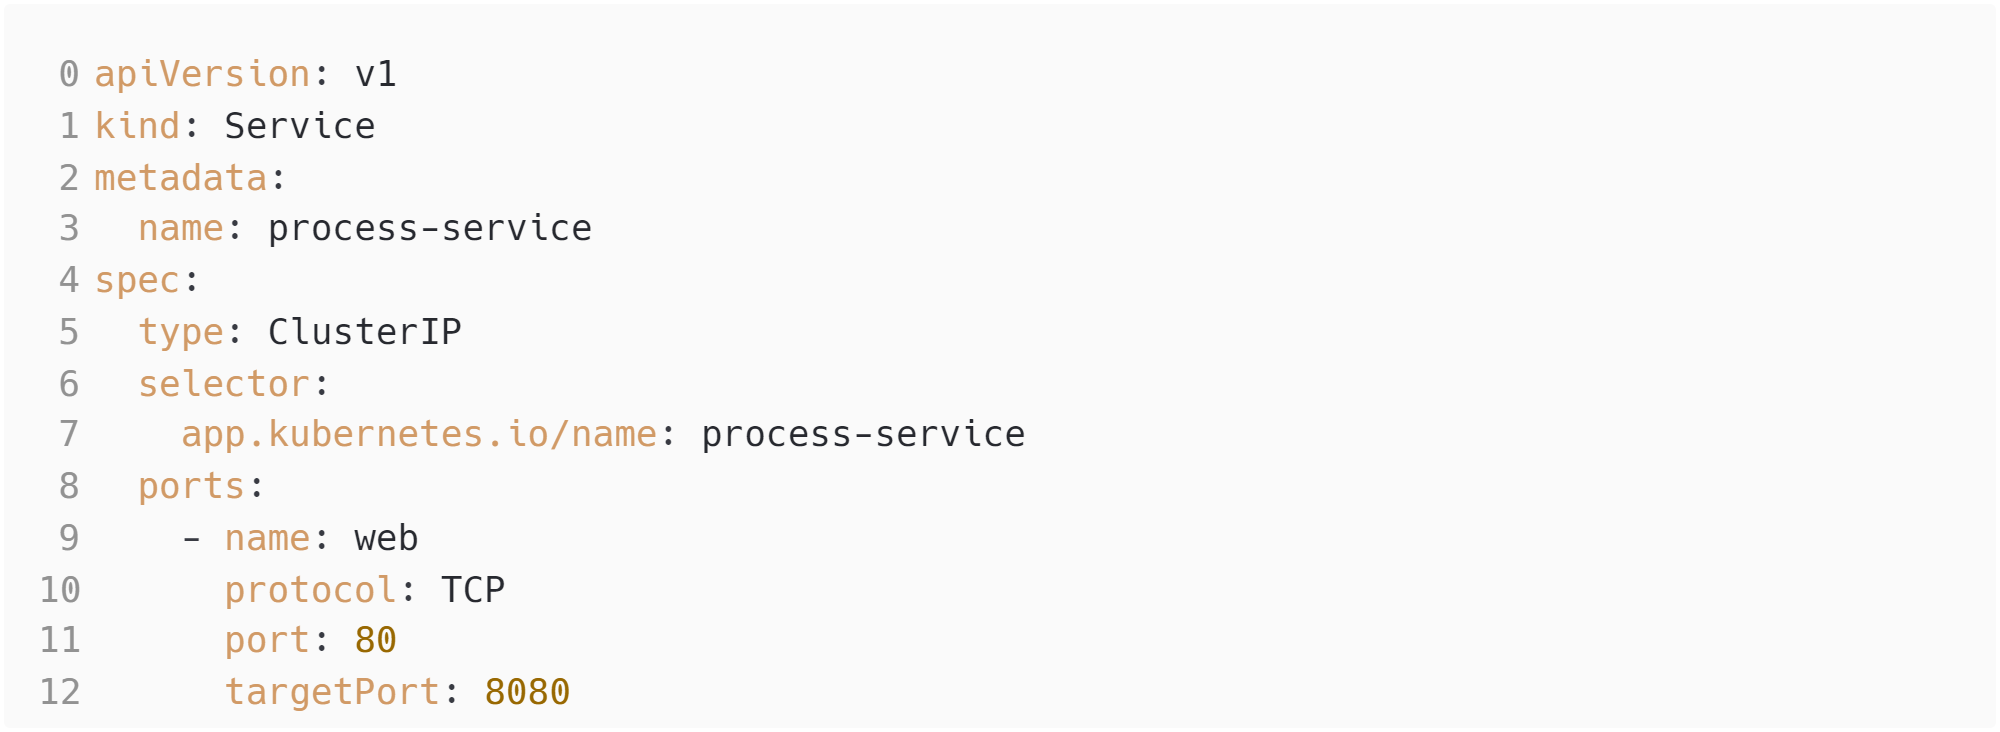 0 apiVersion: v1
1 kind: Service
2 metadata:
3   name: process-service
4 spec:
5   type: ClusterIP
6   selector:
7     app.kubernetes.io/name: process-service
8   ports:
9     - name: web
10       protocol: TCP
11       port: 80
12       targetPort: 8080